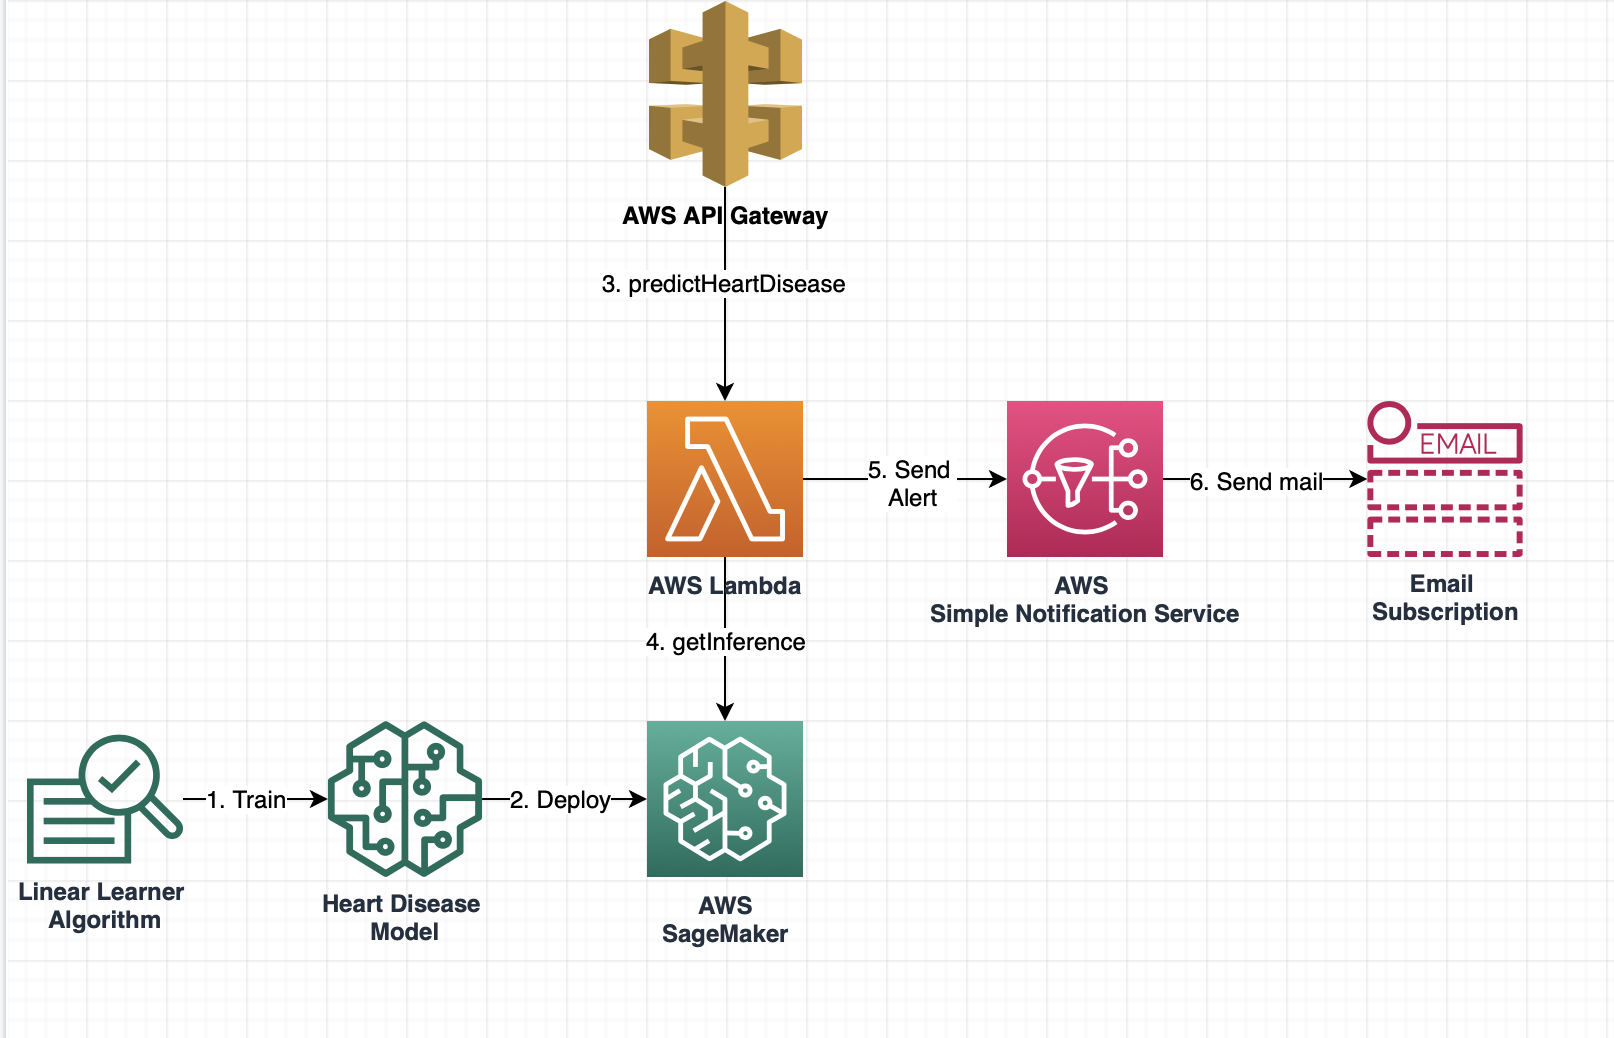 AWS API Gateway
3. predictHeartDisease
EMAIL
5. Send
Alert
6. Send mail
AWS Lambda
AWS
Simple Notification Service
Email
Subscription
4. getInference
1. Train
2. Deploy
Linear Learner
Algorithm
Heart Disease
Model
AWS
SageMaker